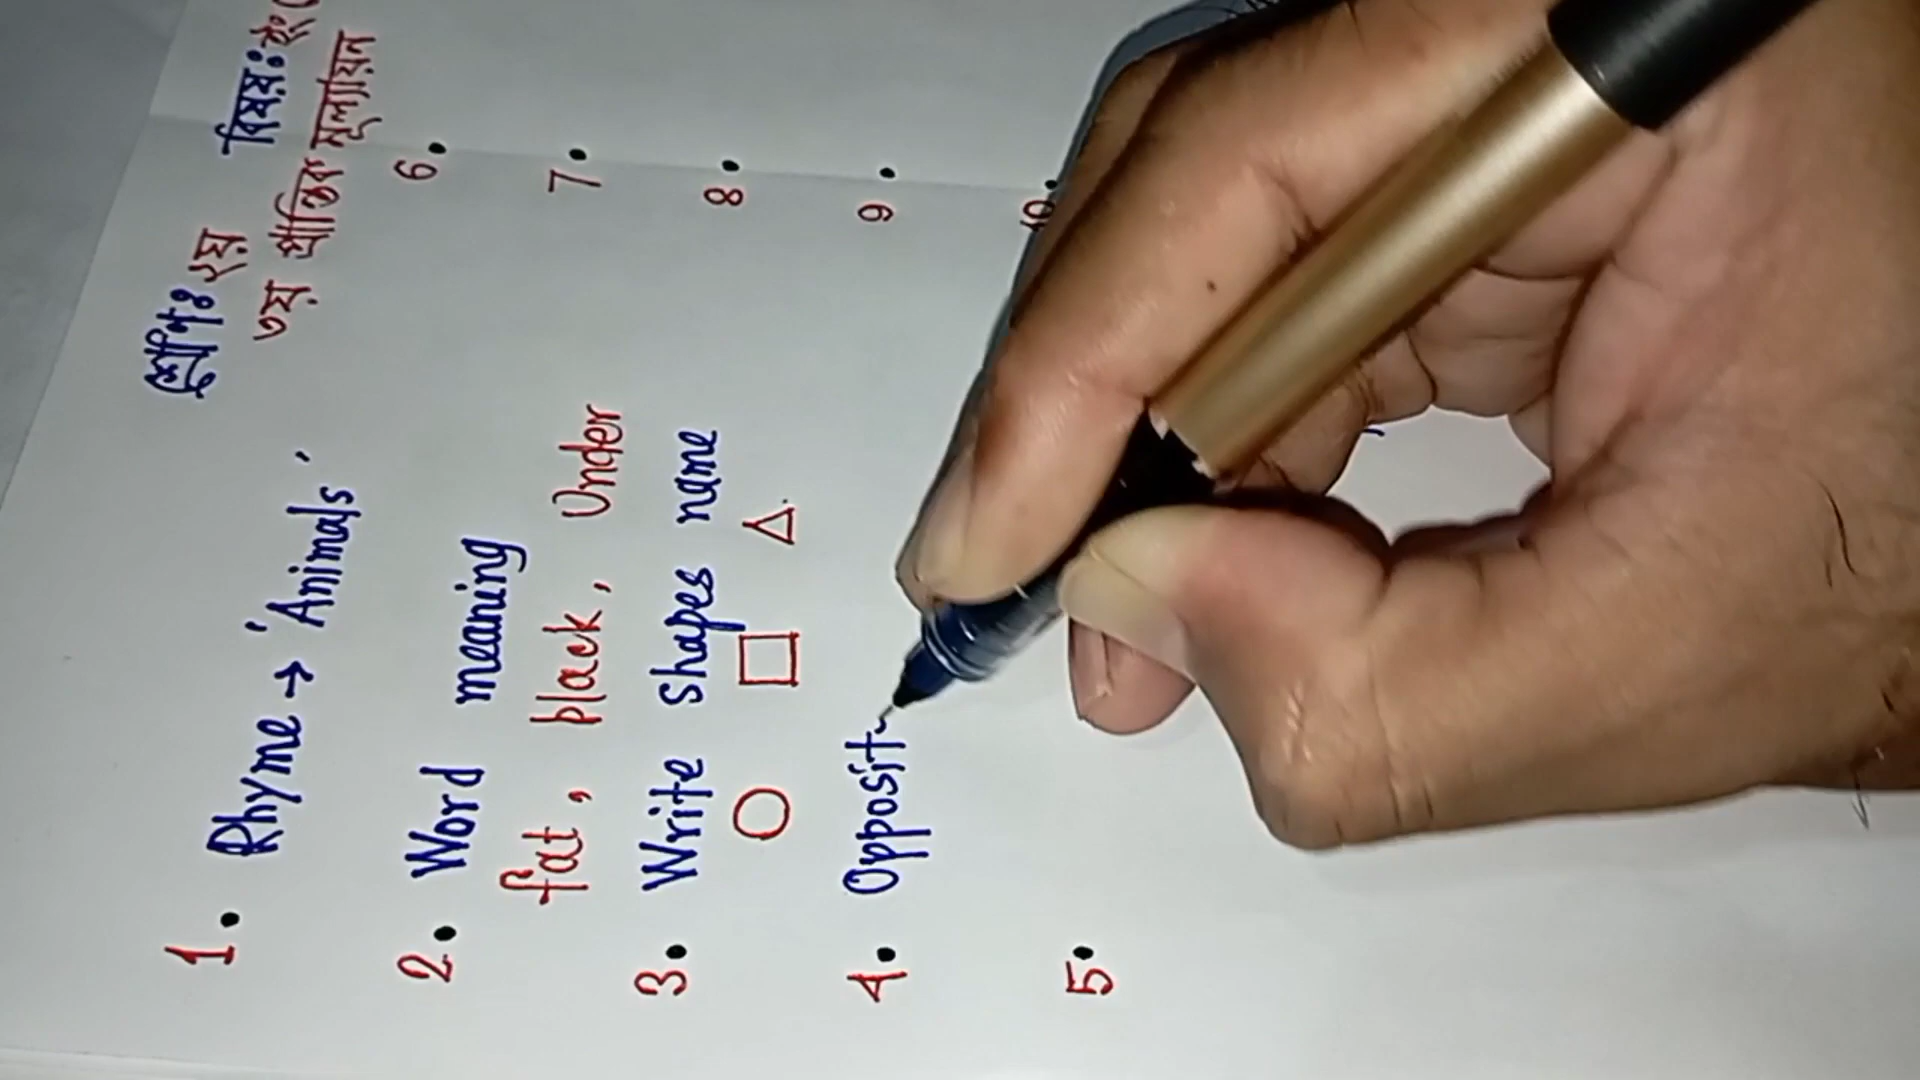 শ্রেণিঃ ২য় বিষয়ঃ
৩য় প্রান্তিক মূল্যায়ন
1. Rhyme → 'Animals'
2. Word meaning
fat, black, Under
3. Write shapes name
4. Opposit
5.
6.
7.
8.
9.
10.